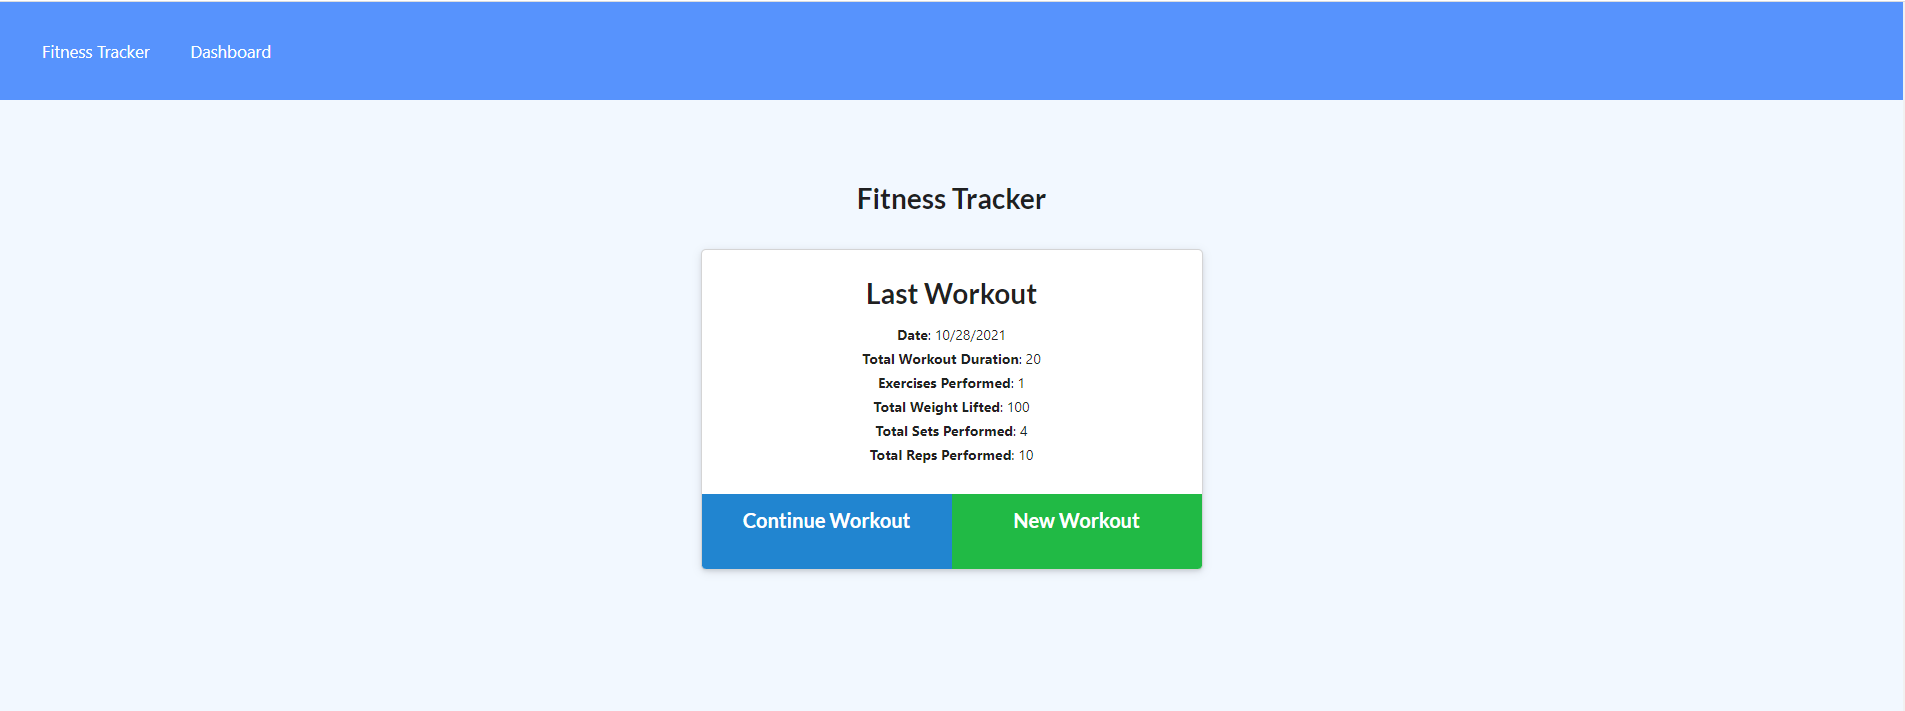 Fitness Tracker Dashboard
Fitness Tracker
Last Workout
Date: 10/28/2021
Total Workout Duration: 20
Exercises Performed: 1
Total Weight Lifted: 100
Total Sets Performed: 4
Total Reps Performed: 10
Continue Workout New Workout